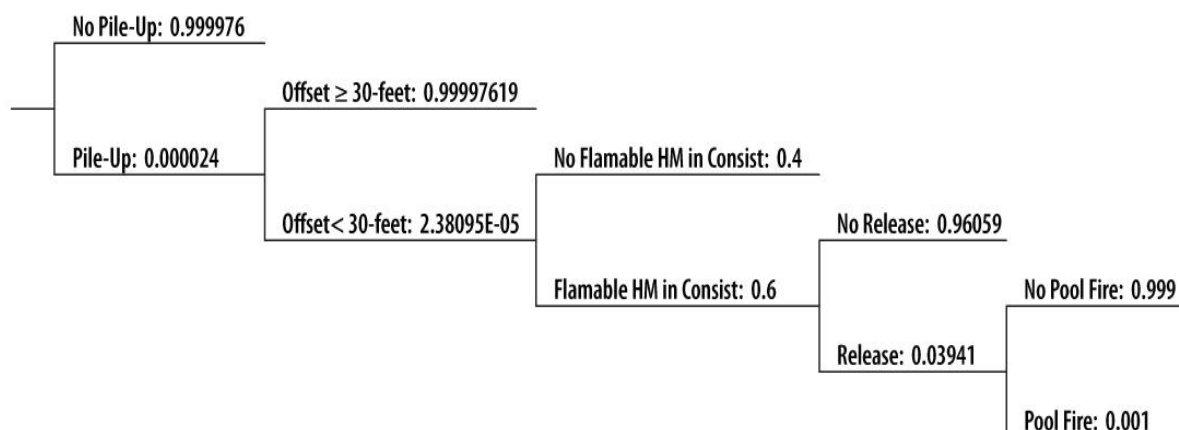 No Pile-Up: 0.999976
Offset ≥ 30-feet: 0.99997619
Pile-Up: 0.000024
No Flamable HM in Consist: 0.4
Offset< 30-feet: 2.38095E-05
No Release: 0.96059
Flamable HM in Consist: 0.6
No Pool Fire: 0.999
Release: 0.03941
Pool Fire: 0.001